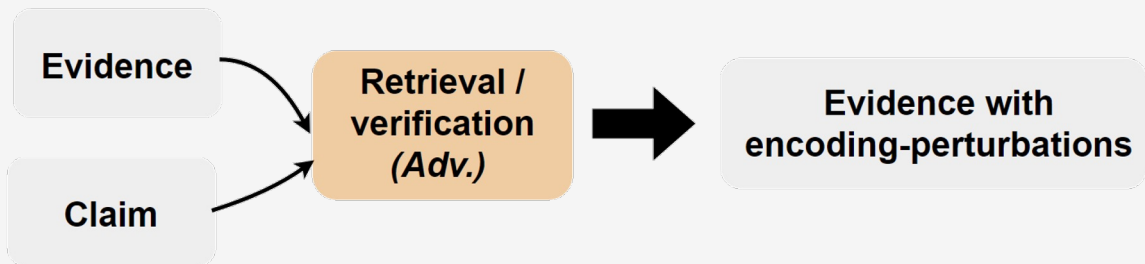 Evidence
Claim
Retrieval /
verification
(Adv.)
Evidence with
encoding-perturbations